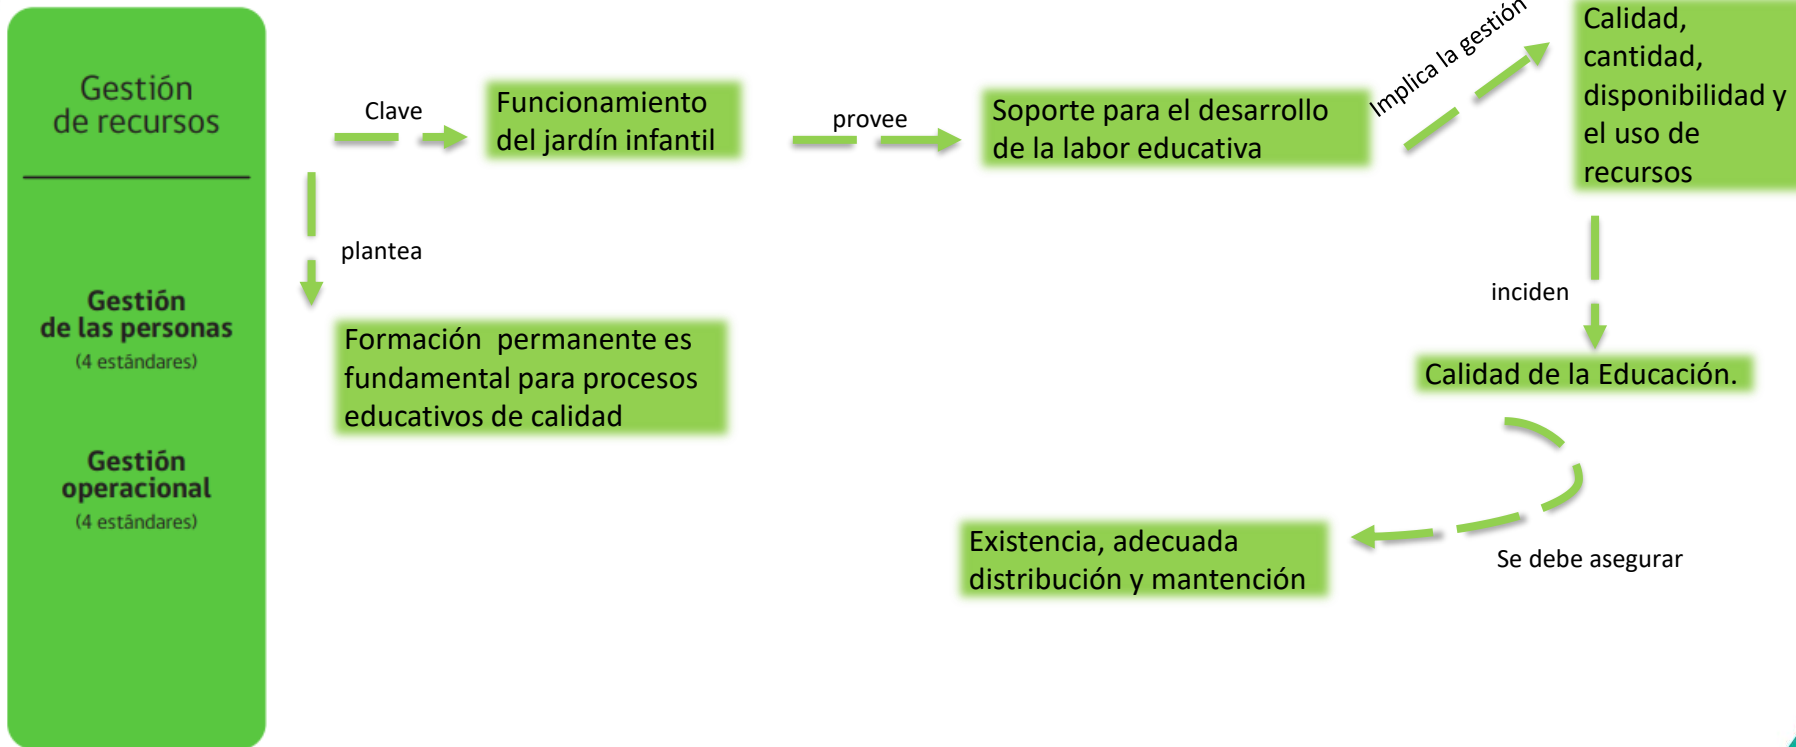 Gestión
de recursos
Gestión
de las personas
(4 estándares)
Gestión
operacional
(4 estándares)
Clave
Funcionamiento
del jardín infantil
provee
Soporte para el desarrollo
de la labor educativa
Implica la gestión
Calidad,
cantidad,
disponibilidad y
el uso de
recursos
plantea
Formación  permanente es
fundamental para procesos
educativos de calidad
inciden
Calidad de la Educación.
Se debe asegurar
Existencia, adecuada
distribución y mantención